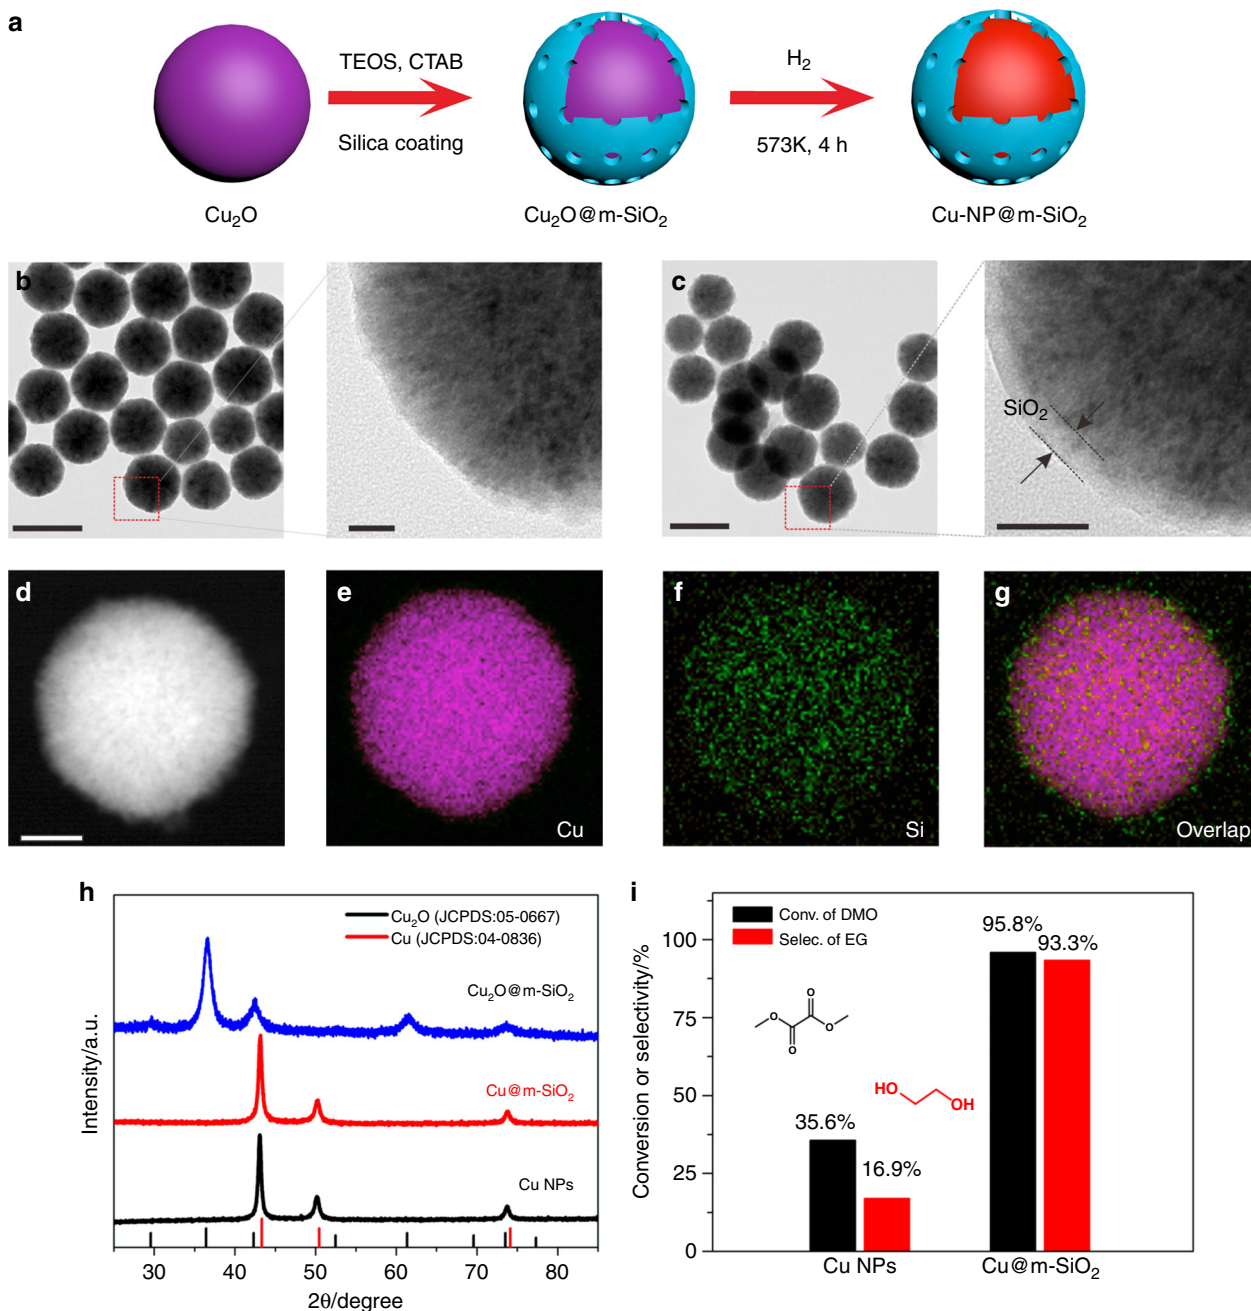 a
TEOS, CTAB
Silica coating
H₂
573K, 4 h
Cu₂O
Cu₂O@m-SiO₂
Cu-NP@m-SiO₂
b
c
SiO₂
d
e
Cu
f
Si
g
Overlap
h
Cu₂O (JCPDS:05-0667)
Cu (JCPDS:04-0836)
Cu₂O@m-SiO₂
Cu@m-SiO₂
Cu NPs
Intensity/a.u.
30 40 50 60 70 80
2θ/degree
i
Conv. of DMO
Selec. of EG
95.8%
93.3%
O
O
O
O
HO
OH
35.6%
16.9%
100
75
50
25
0
Conversion or selectivity/%
Cu NPs
Cu@m-SiO₂